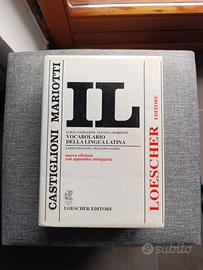 CASTIGLIONI MARIOTTI
IL
LUIGI CASTIGLIONI - SCEVOLA MARIOTTI
VOCABOLARIO
DELLA LINGUA LATINA
LATINO-ITALIANO ITALIANO-LATINO
nuova edizione
con appendice antiquaria
LOESCHER EDITORE
LOESCHER
EDITORE
subito